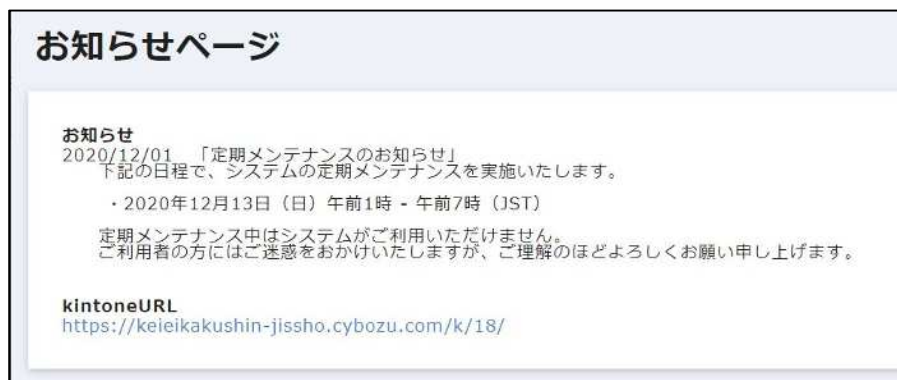 お知らせページ
お知らせ
2020/12/01 「定期メンテナンスのお知らせ」
下記の日程で、システムの定期メンテナンスを実施いたします。
・2020年12月13日（日）午前1時 - 午前7時（JST）
定期メンテナンス中はシステムがご利用いただけません。
ご利用者の方にはご迷惑をおかけいたしますが、ご理解のほどよろしくお願い申し上げます。
kintoneURL
https://keieikakushin-jissho.cybozu.com/k/18/